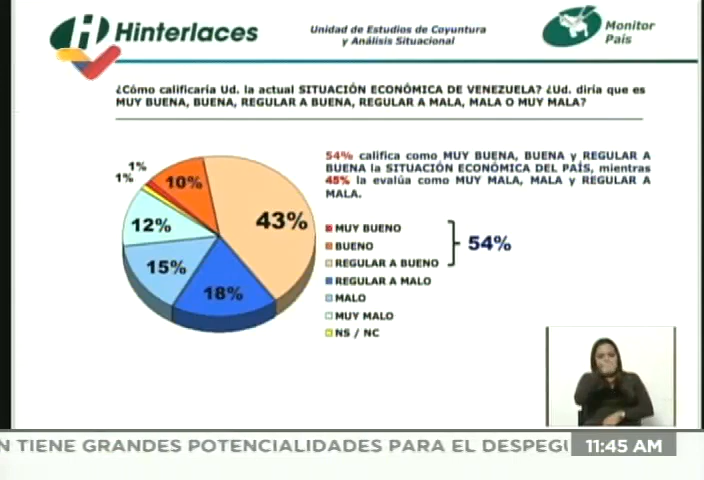 Hinterlaces
Unidad de Estudios de Coyuntura
y Análisis Situacional
Monitor
País
¿Cómo calificaría Ud. la actual SITUACIÓN ECONÓMICA DE VENEZUELA? ¿Ud. diría que es
MUY BUENA, BUENA, REGULAR A BUENA, REGULAR A MALA, MALA O MUY MALA?
54% califica como MUY BUENA, BUENA y REGULAR A
BUENA la SITUACIÓN ECONÓMICA DEL PAÍS, mientras
45% la evalúa como MUY MALA, MALA y REGULAR A
MALA.
1%
1%
10%
43%
12%
15%
18%
MUY BUENO
BUENO
REGULAR A BUENO
54%
REGULAR A MALO
MALO
MUY MALO
NS / NC
N TIENE GRANDES POTENCIALIDADES PARA EL DESPEGU
11:45 AM